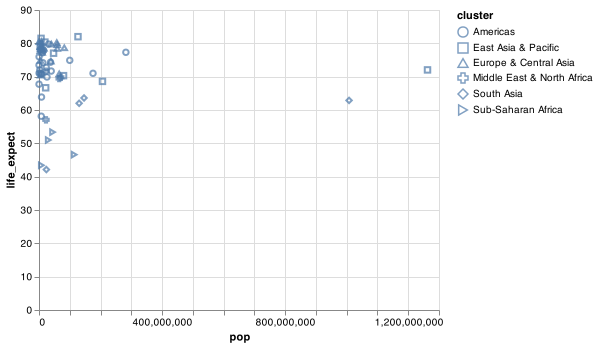 90
80
70
60
50
40
30
20
10
0
life_expect
0
400,000,000
800,000,000
1,200,000,000
pop
cluster
Americas
East Asia & Pacific
Europe & Central Asia
Middle East & North Africa
South Asia
Sub-Saharan Africa